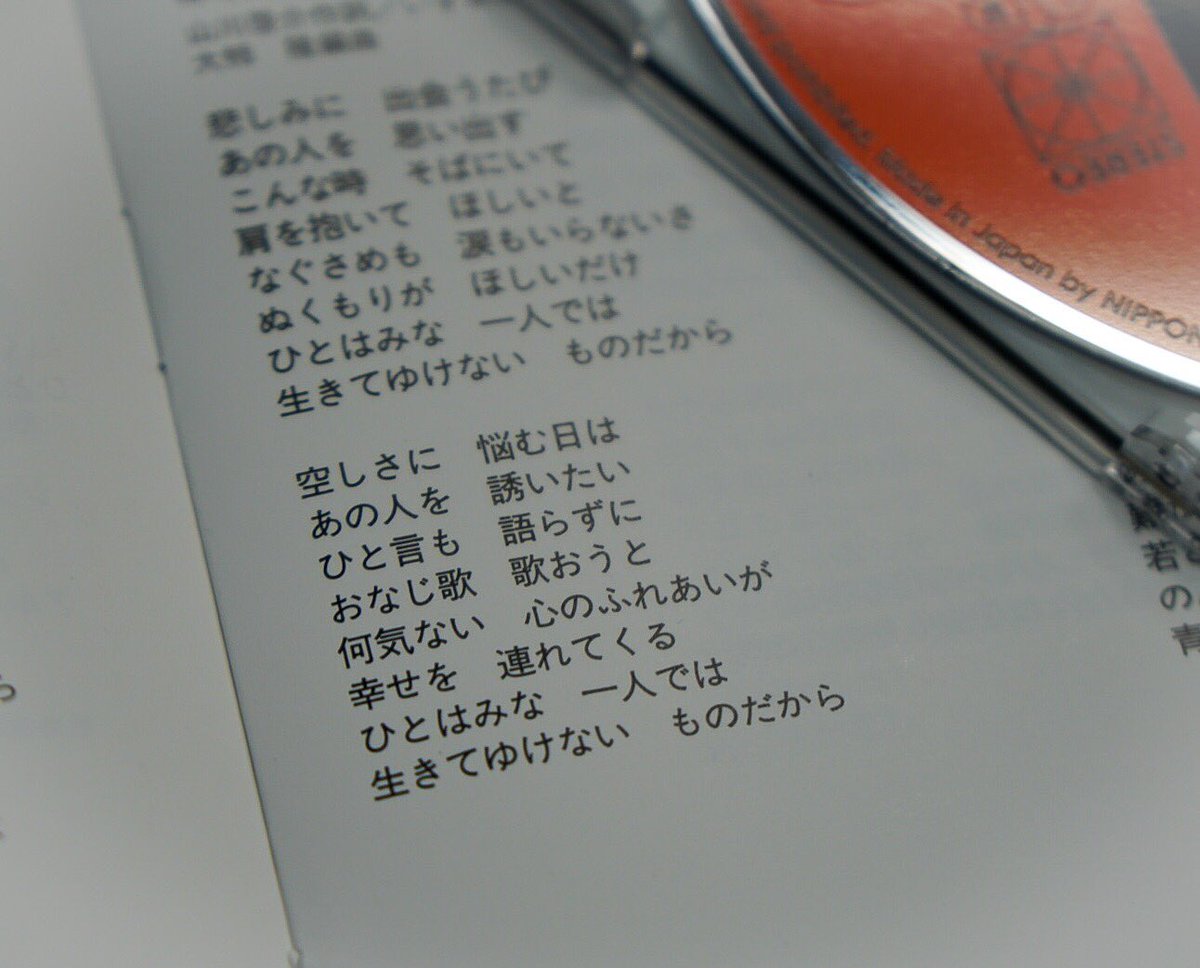 悲しみに　出会うたび
あの人を　思い出す
こんな時　そばにいて
肩を抱いて　ほしいと
なぐさめも　涙もいらないさ
ぬくもりが　ほしいだけ
ひとはみな　一人では
生きてゆけない　ものだから
空しさに　悩む日は
あの人を　誘いたい
ひと言も　語らずに
おなじ歌　歌おうと
何気ない　心のふれあいが
幸せを　連れてくる
ひとはみな　一人では
生きてゆけない　ものだから
STEREO
in Japan by NIPPON
若
の
青